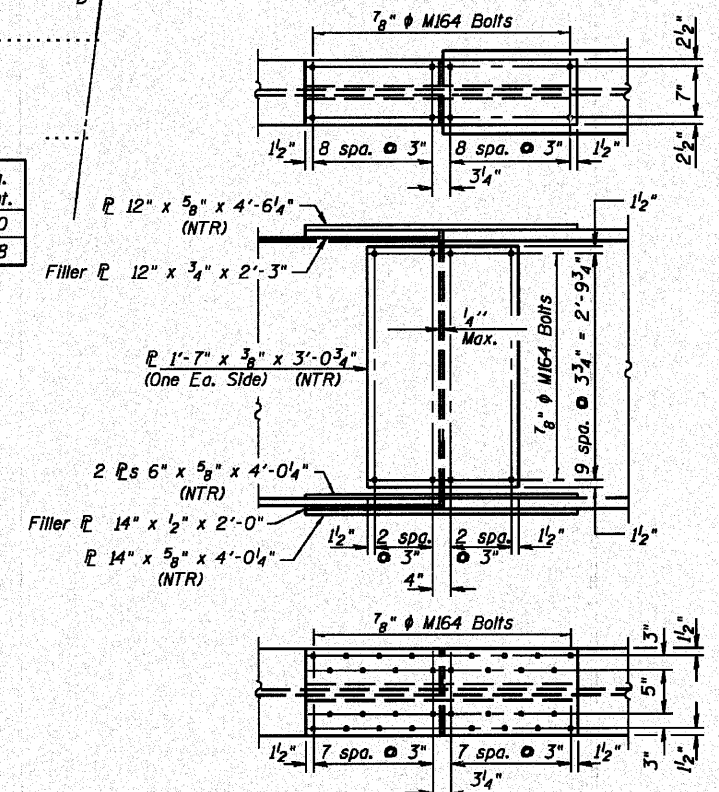 7/8" φ M164 Bolts
2 1/2"
7"
2 1/2"
1 1/2"
8 spa. @ 3"
8 spa. @ 3"
1 1/2"
3 1/4"
℄ 12" x 5/8" x 4'-6 1/4"
(NTR)
Filler ℄ 12" x 3/4" x 2'-3"
1 1/2"
1/4"
Max.
℄ 1'-7" x 3/8" x 3'-0 3/4"
(One Ea. Side) (NTR)
7/8" φ M164 Bolts
9 spa. @ 3 3/4" = 2'-9 3/4"
2 ℄s 6" x 5/8" x 4'-0 1/4"
(NTR)
Filler ℄ 14" x 1/2" x 2'-0"
℄ 14" x 5/8" x 4'-0 1/4"
(NTR)
1 1/2"
2 spa.
@ 3"
2 spa.
@ 3"
1 1/2"
1 1/2"
4"
7/8" φ M164 Bolts
3"
1 1/2"
5"
3"
1 1/2"
1 1/2"
7 spa. @ 3"
7 spa. @ 3"
1 1/2"
3 1/4"